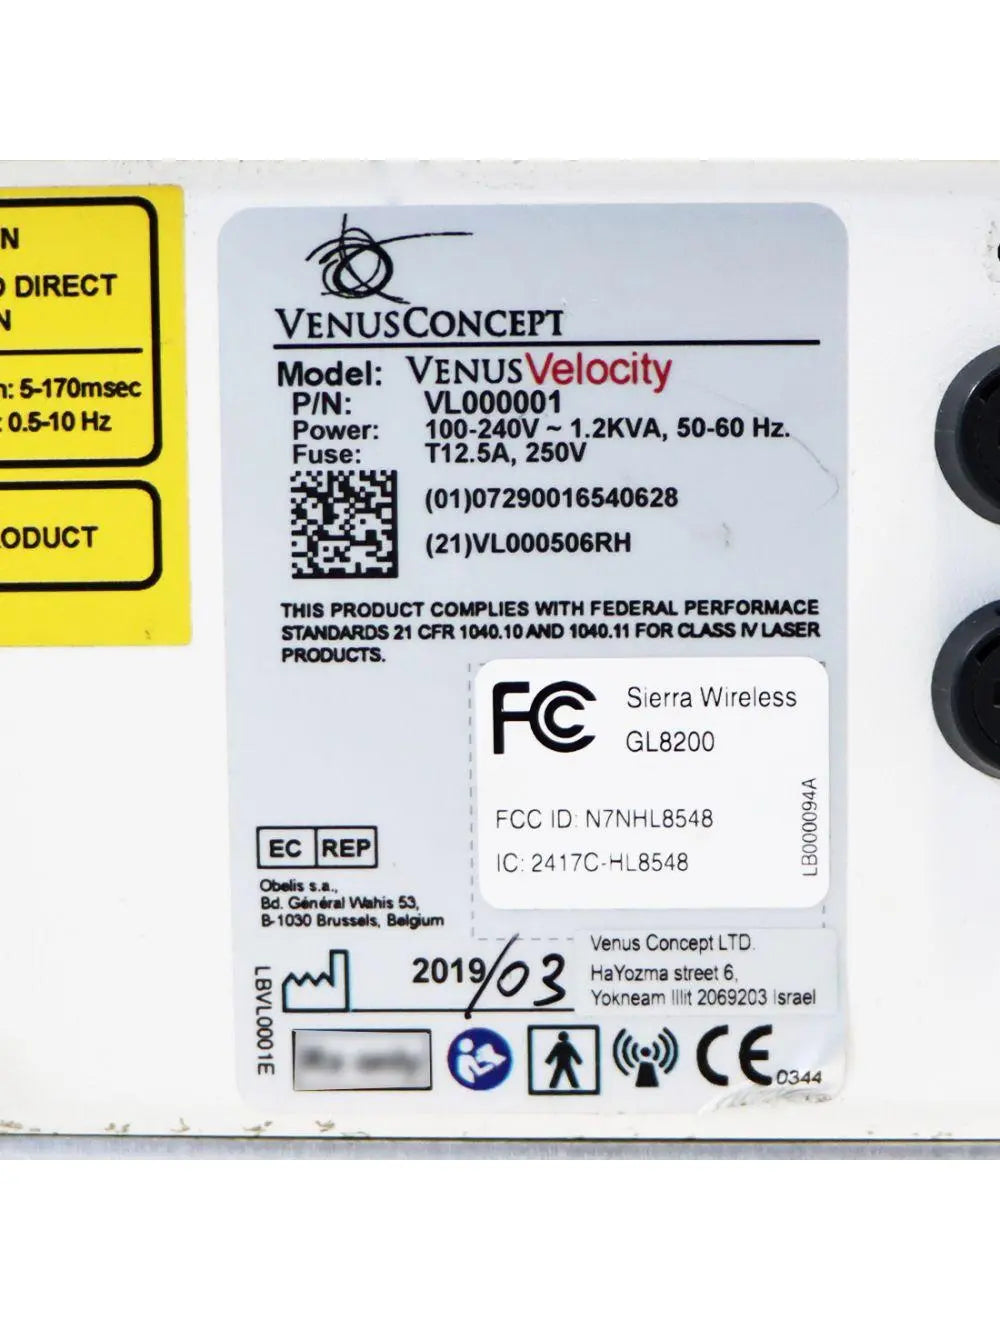 N
DIRECT
N
: 5-170msec
: 0.5-10 Hz
ODUCT
VENUSCONCEPT
Model: VENUSVelocity
P/N: VL000001
Power: 100-240V ~ 1.2KVA, 50-60 Hz.
Fuse: T12.5A, 250V
(01)07290016540628
(21)VL000506RH
THIS PRODUCT COMPLIES WITH FEDERAL PERFORMACE
STANDARDS 21 CFR 1040.10 AND 1040.11 FOR CLASS IV LASER
PRODUCTS.
FC Sierra Wireless
GL8200
FCC ID: N7NHL8548
IC: 2417C-HL8548
LB000094A
EC REP
Obelis s.a.,
Bd. Général Wahis 53,
B-1030 Brussels, Belgium
LBVL0001E
2019/03
Venus Concept LTD.
HaYozma street 6,
Yokneam Illit 2069203 Israel
CE 0344